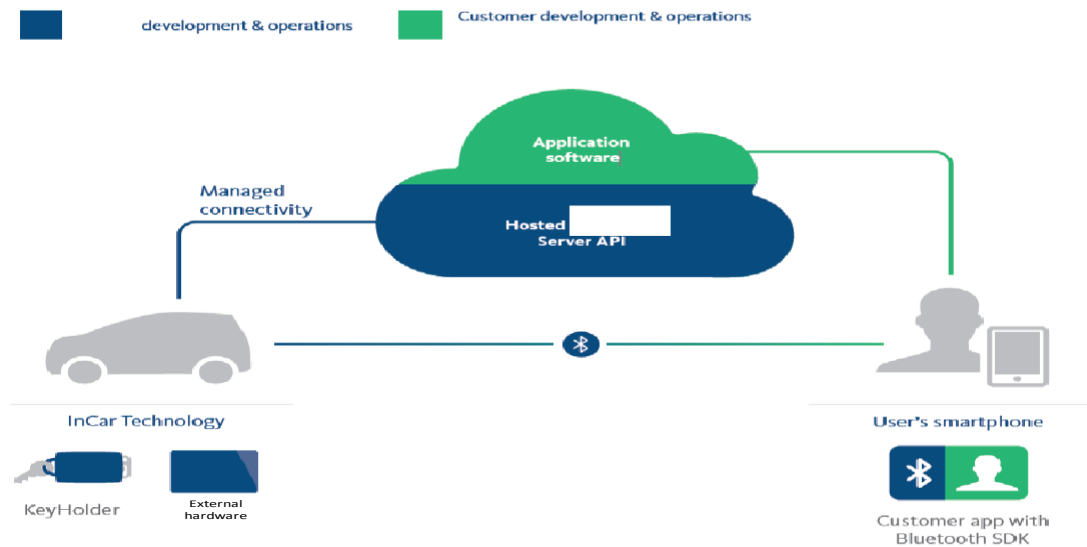 development & operations
Customer development & operations
Application
software
Managed
connectivity
Hosted
Server API
InCar Technology
User's smartphone
KeyHolder
External
hardware
Customer app with
Bluetooth SDK